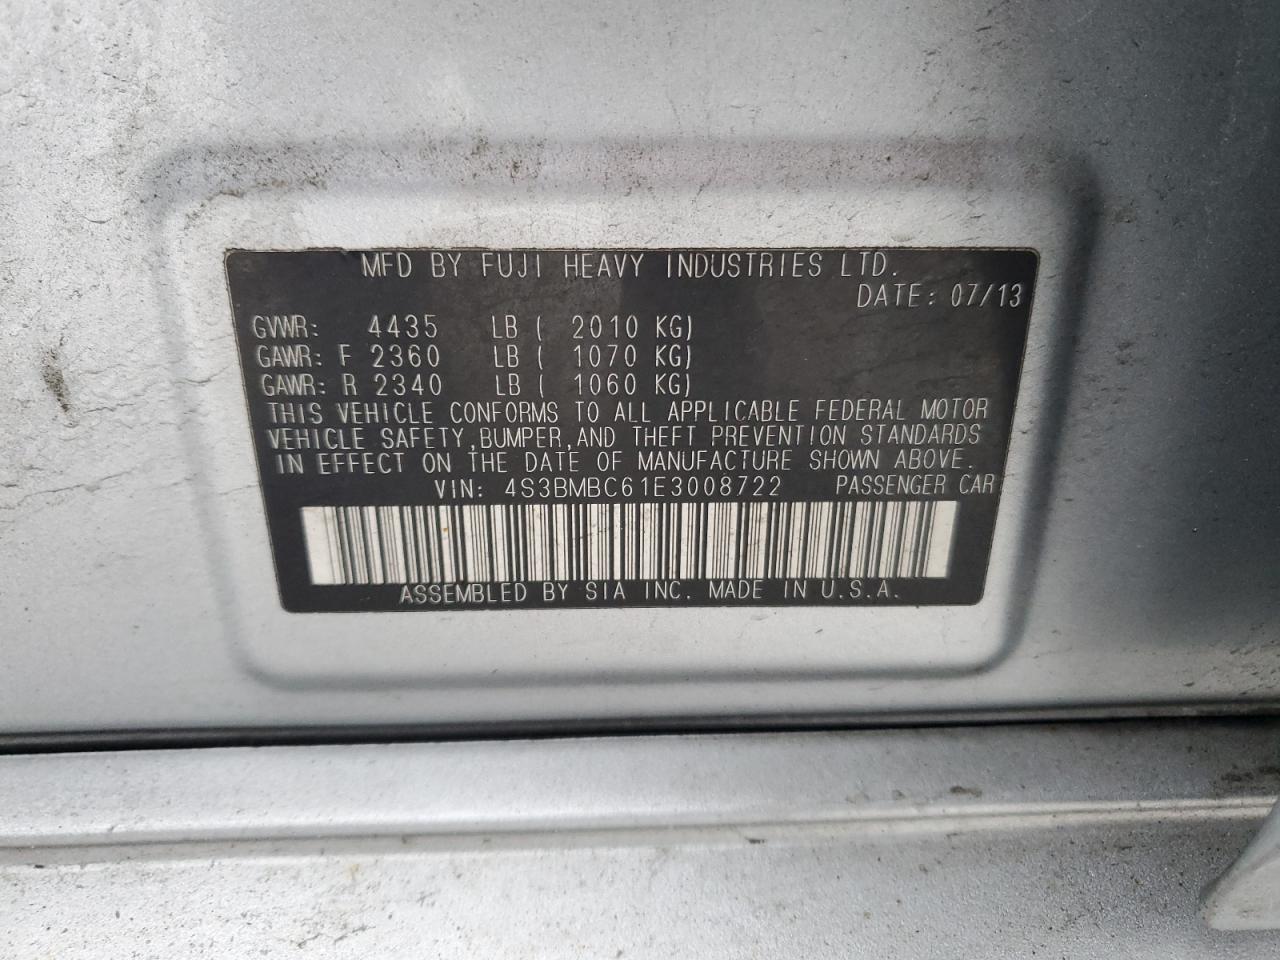 MFD BY FUJI HEAVY INDUSTRIES LTD.
DATE: 07/13
GVWR: 4435 LB ( 2010 KG)
GAWR: F 2360 LB ( 1070 KG)
GAWR: R 2340 LB ( 1060 KG)
THIS VEHICLE CONFORMS TO ALL APPLICABLE FEDERAL MOTOR
VEHICLE SAFETY,BUMPER,AND THEFT PREVENTION STANDARDS
IN EFFECT ON THE DATE OF MANUFACTURE SHOWN ABOVE.
VIN: 4S3BMBC61E3008722 PASSENGER CAR
ASSEMBLED BY SIA INC. MADE IN U.S.A.